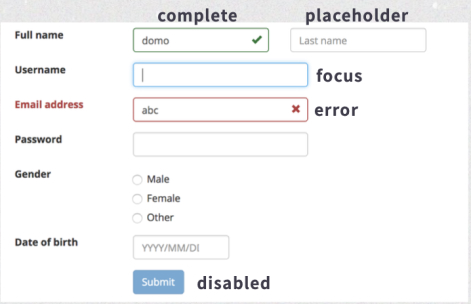 complete placeholder
Full name domo Last name
Username focus
Email address abc error
Password
Gender Male
Female
Other
Date of birth YYYY/MM/DI
Submit disabled